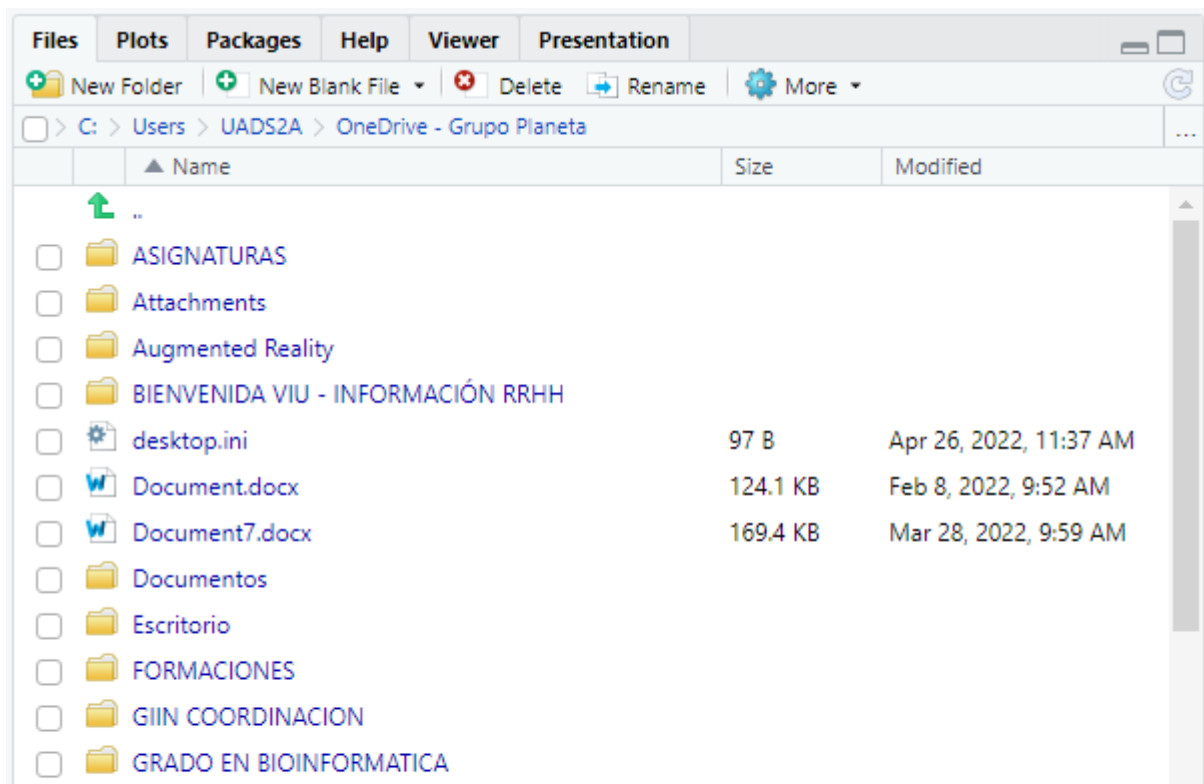 Files Plots Packages Help Viewer Presentation
New Folder New Blank File Delete Rename More
C: > Users > UADS2A > OneDrive - Grupo Planeta ...
Name Size Modified
..
ASIGNATURAS
Attachments
Augmented Reality
BIENVENIDA VIU - INFORMACIÓN RRHH
desktop.ini 97 B Apr 26, 2022, 11:37 AM
Document.docx 124.1 KB Feb 8, 2022, 9:52 AM
Document7.docx 169.4 KB Mar 28, 2022, 9:59 AM
Documentos
Escritorio
FORMACIONES
GIIN COORDINACION
GRADO EN BIOINFORMATICA